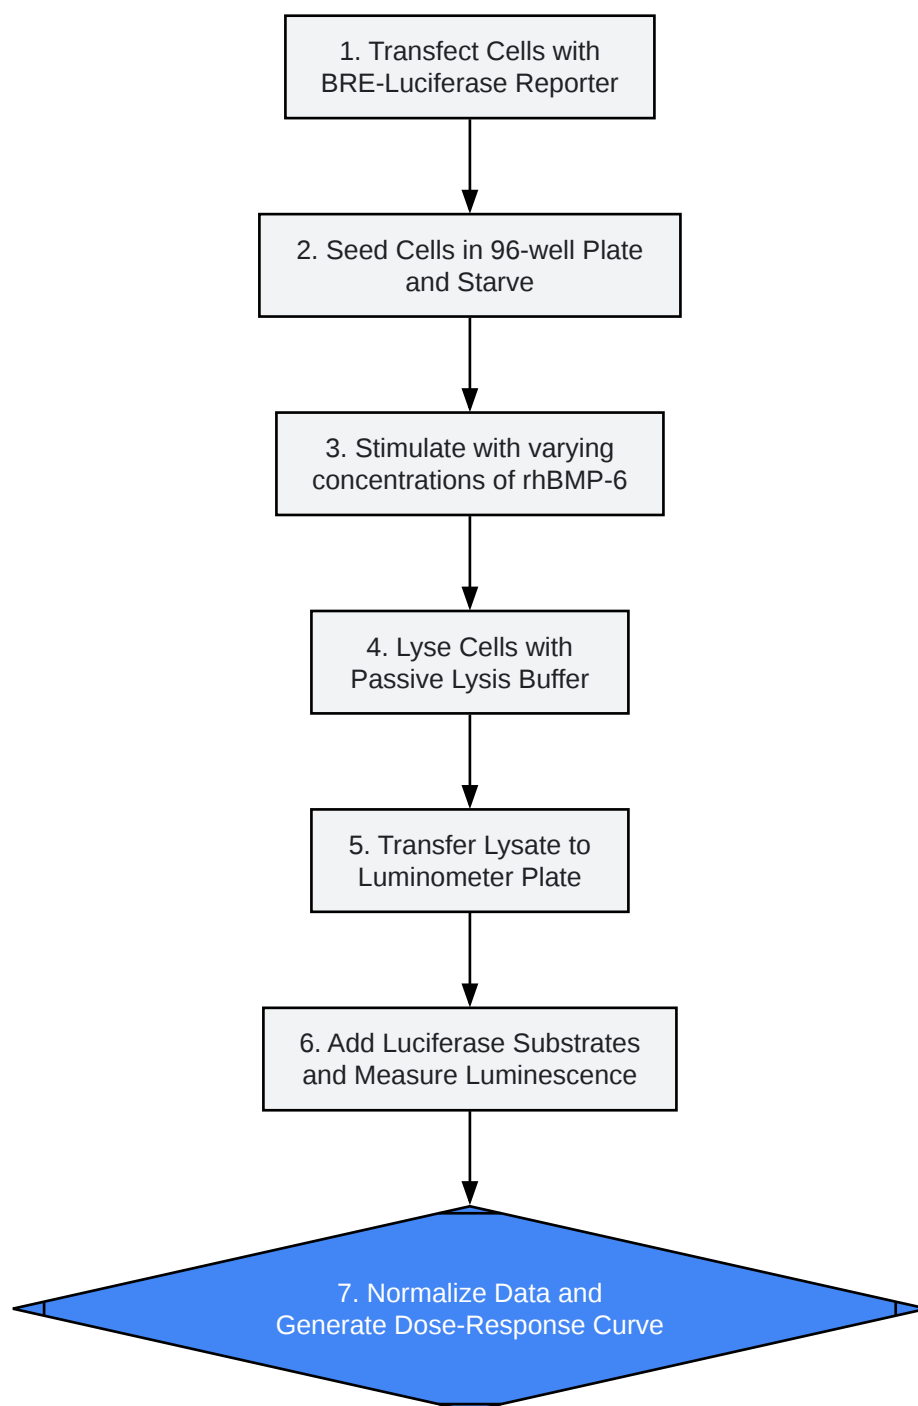 1. Transfect Cells with
BRE-Luciferase Reporter
2. Seed Cells in 96-well Plate
and Starve
3. Stimulate with varying
concentrations of rhBMP-6
4. Lyse Cells with
Passive Lysis Buffer
5. Transfer Lysate to
Luminometer Plate
6. Add Luciferase Substrates
and Measure Luminescence
7. Normalize Data and
Generate Dose-Response Curve